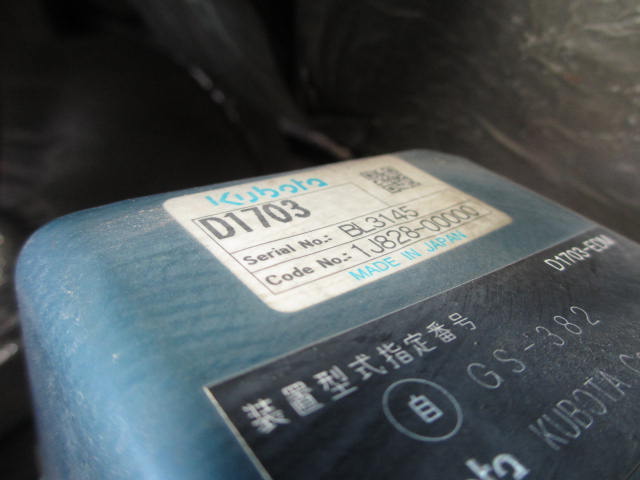 Kubota
D1703
Serial No.: BL3145
Code No.: 1J828-00000
MADE IN JAPAN
D1703-EDM
装置型式指定番号
自 GS-382
KUBOTA